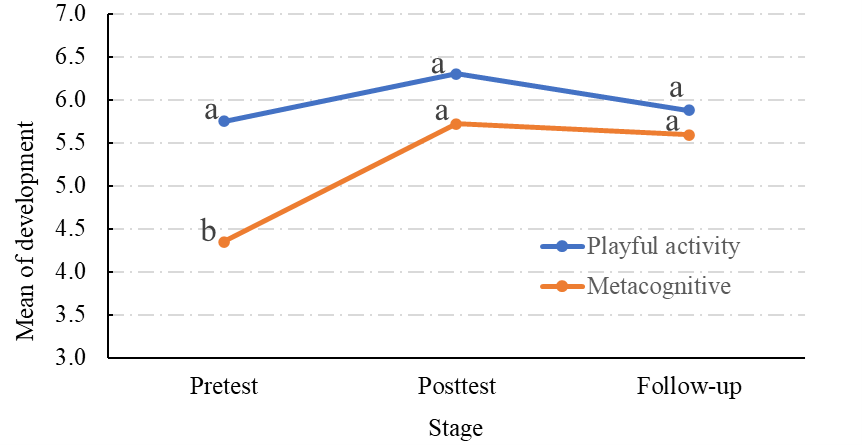 7.0
6.5
6.0
5.5
5.0
4.5
4.0
3.5
3.0
Mean of development
a
a
a
b
a
a
Playful activity
Metacognitive
Pretest
Posttest
Follow-up
Stage